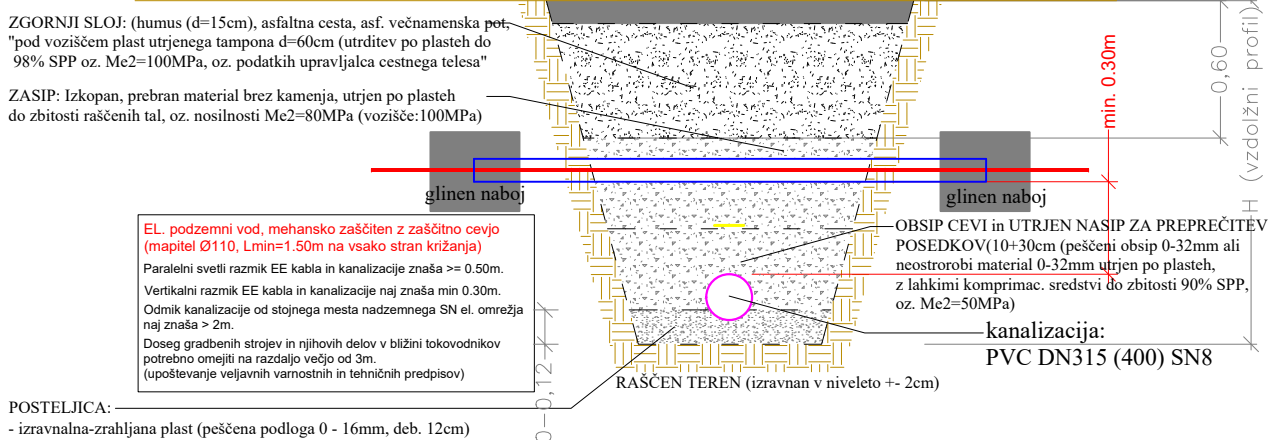 ZGORNJI SLOJ: (humus (d=15cm), asfaltna cesta, asf. večnamenska pot,
"pod voziščem plast utrjenega tampona d=60cm (utrditev po plasteh do
98% SPP oz. Me2=100MPa, oz. podatkih upravljalca cestnega telesa"
ZASIP: Izkopan, prebran material brez kamenja, utrjen po plasteh
do zbitosti raščenih tal, oz. nosilnosti Me2=80MPa (vozišče:100MPa)
glinen naboj
glinen naboj
0,60
min. 0.30m
H (vzdolžni profil)
EL. podzemni vod, mehansko zaščiten z zaščitno cevjo
(mapitel Ø110, Lmin=1.50m na vsako stran križanja)
Paralelni svetli razmik EE kabla in kanalizacije znaša >= 0.50m.
Vertikalni razmik EE kabla in kanalizacije naj znaša min 0.30m.
Odmik kanalizacije od stojnega mesta nadzemnega SN el. omrežja
naj znaša > 2m.
Doseg gradbenih strojev in njihovih delov v bližini tokovodnikov
potrebno omejiti na razdaljo večjo od 3m.
(upoštevanje veljavnih varnostnih in tehničnih predpisov)
OBSIP CEVI in UTRJEN NASIP ZA PREPREČITEV
POSEDKOV(10+30cm (peščeni obsip 0-32mm ali
neostrorobi material 0-32mm utrjen po plasteh,
z lahkimi komprimac. sredstvi do zbitosti 90% SPP,
oz. Me2=50MPa)
kanalizacija:
PVC DN315 (400) SN8
RAŠČEN TEREN (izravnan v niveleto +- 2cm)
0-0,12
POSTELJICA:
- izravnalna-zrahljana plast (peščena podloga 0 - 16mm, deb. 12cm)